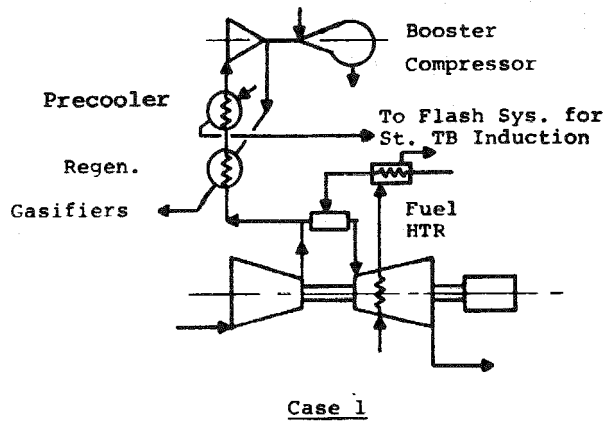 Booster
Compressor
Precooler
To Flash Sys. for
St. TB Induction
Regen.
Gasifiers
Fuel
HTR
Case 1